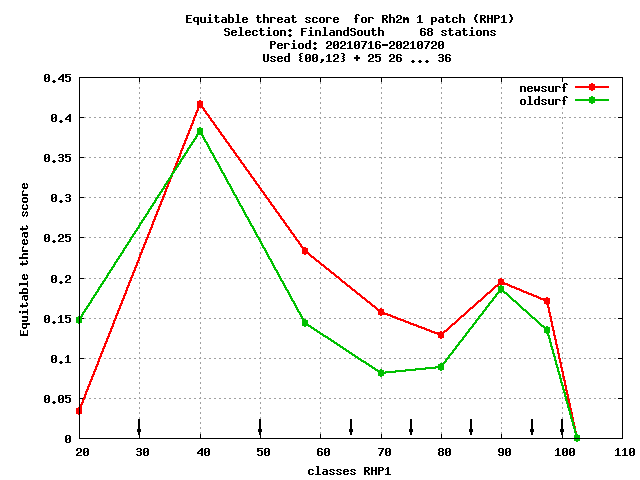 Equitable threat score  for Rh2m 1 patch (RHP1)
Selection: FinlandSouth     68 stations
Period: 20210716-20210720
Used {00,12} + 25 26 ... 36
newsurf
oldsurf
0.45
0.4
0.35
0.3
0.25
0.2
0.15
0.1
0.05
0
Equitable threat score
20 30 40 50 60 70 80 90 100 110
classes RHP1